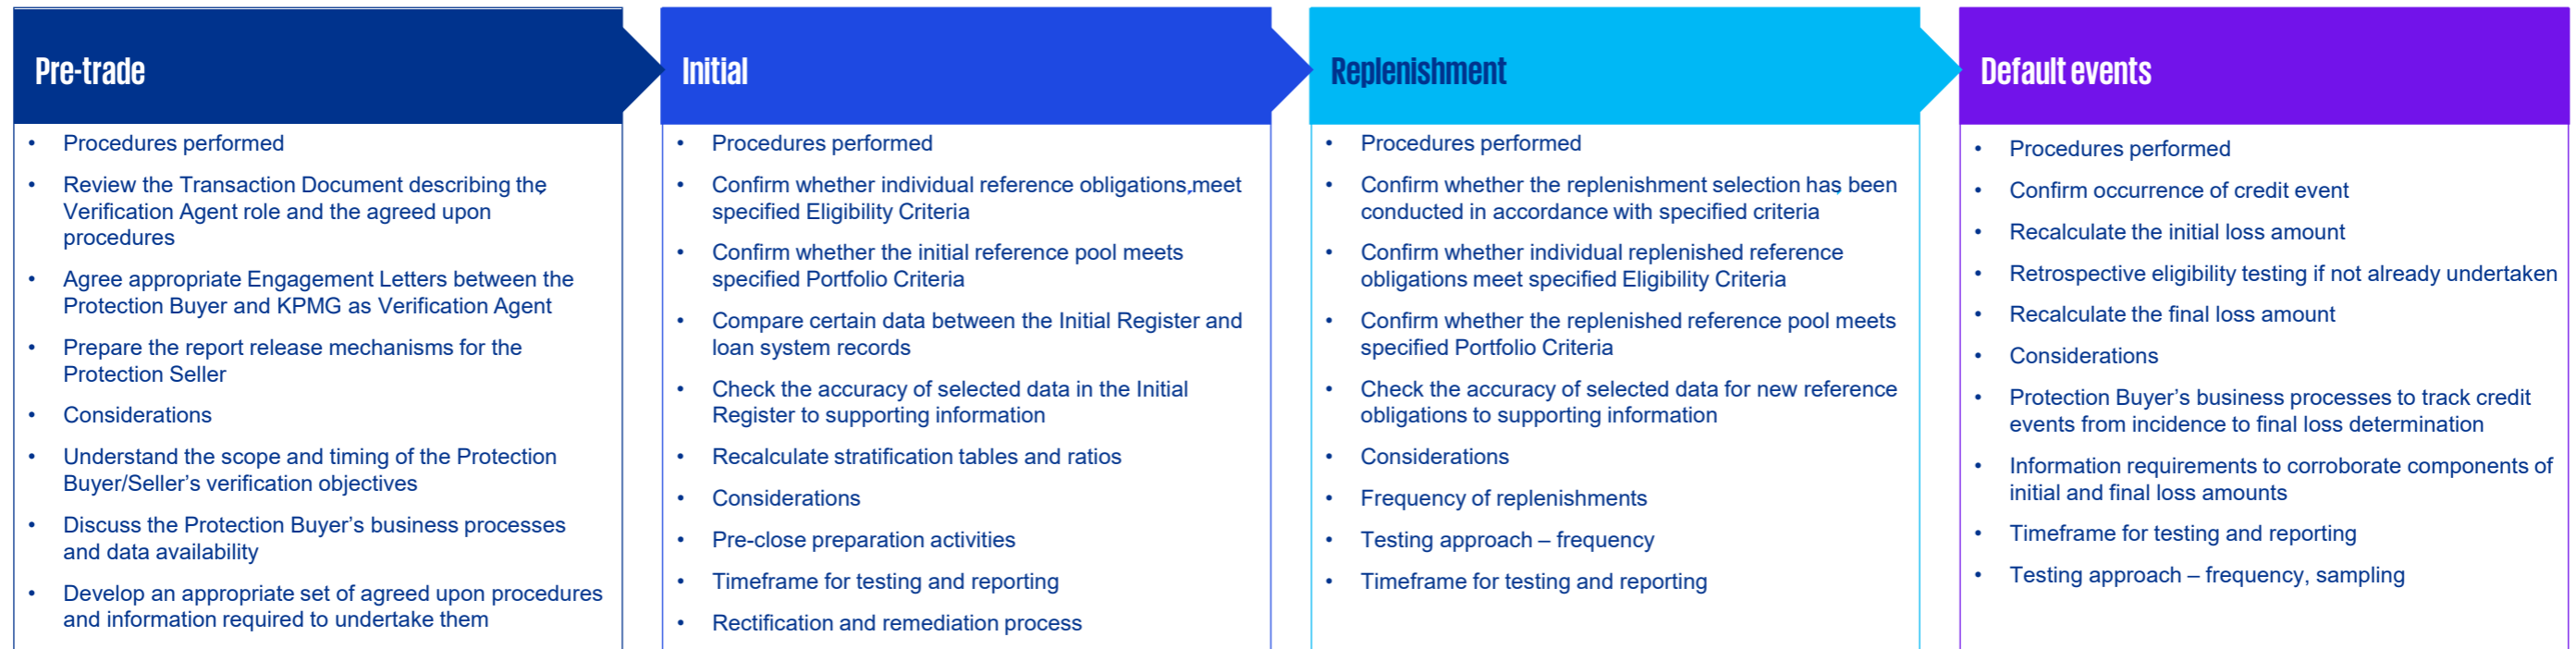 Pre-trade
• Procedures performed
• Review the Transaction Document describing the,
Verification Agent role and the agreed upon
procedures
• Agree appropriate Engagement Letters between the
Protection Buyer and KPMG as Verification Agent
• Prepare the report release mechanisms for the
Protection Seller
• Considerations
• Understand the scope and timing of the Protection
Buyer/Seller’s verification objectives
• Discuss the Protection Buyer’s business processes
and data availability
• Develop an appropriate set of agreed upon procedures
and information required to undertake them
Initial
• Procedures performed
• Confirm whether individual reference obligations,meet
specified Eligibility Criteria
• Confirm whether the initial reference pool meets
specified Portfolio Criteria
• Compare certain data between the Initial Register and
loan system records
• Check the accuracy of selected data in the Initial
Register to supporting information
• Recalculate stratification tables and ratios
• Considerations
• Pre-close preparation activities
• Timeframe for testing and reporting
• Rectification and remediation process
Replenishment
• Procedures performed
• Confirm whether the replenishment selection has been
conducted in accordance with specified criteria
• Confirm whether individual replenished reference
obligations meet specified Eligibility Criteria
• Confirm whether the replenished reference pool meets
specified Portfolio Criteria
• Check the accuracy of selected data for new reference
obligations to supporting information
• Considerations
• Frequency of replenishments
• Testing approach – frequency
• Timeframe for testing and reporting
Default events
• Procedures performed
• Confirm occurrence of credit event
• Recalculate the initial loss amount
• Retrospective eligibility testing if not already undertaken
• Recalculate the final loss amount
• Considerations
• Protection Buyer’s business processes to track credit
events from incidence to final loss determination
• Information requirements to corroborate components of
initial and final loss amounts
• Timeframe for testing and reporting
• Testing approach – frequency, sampling